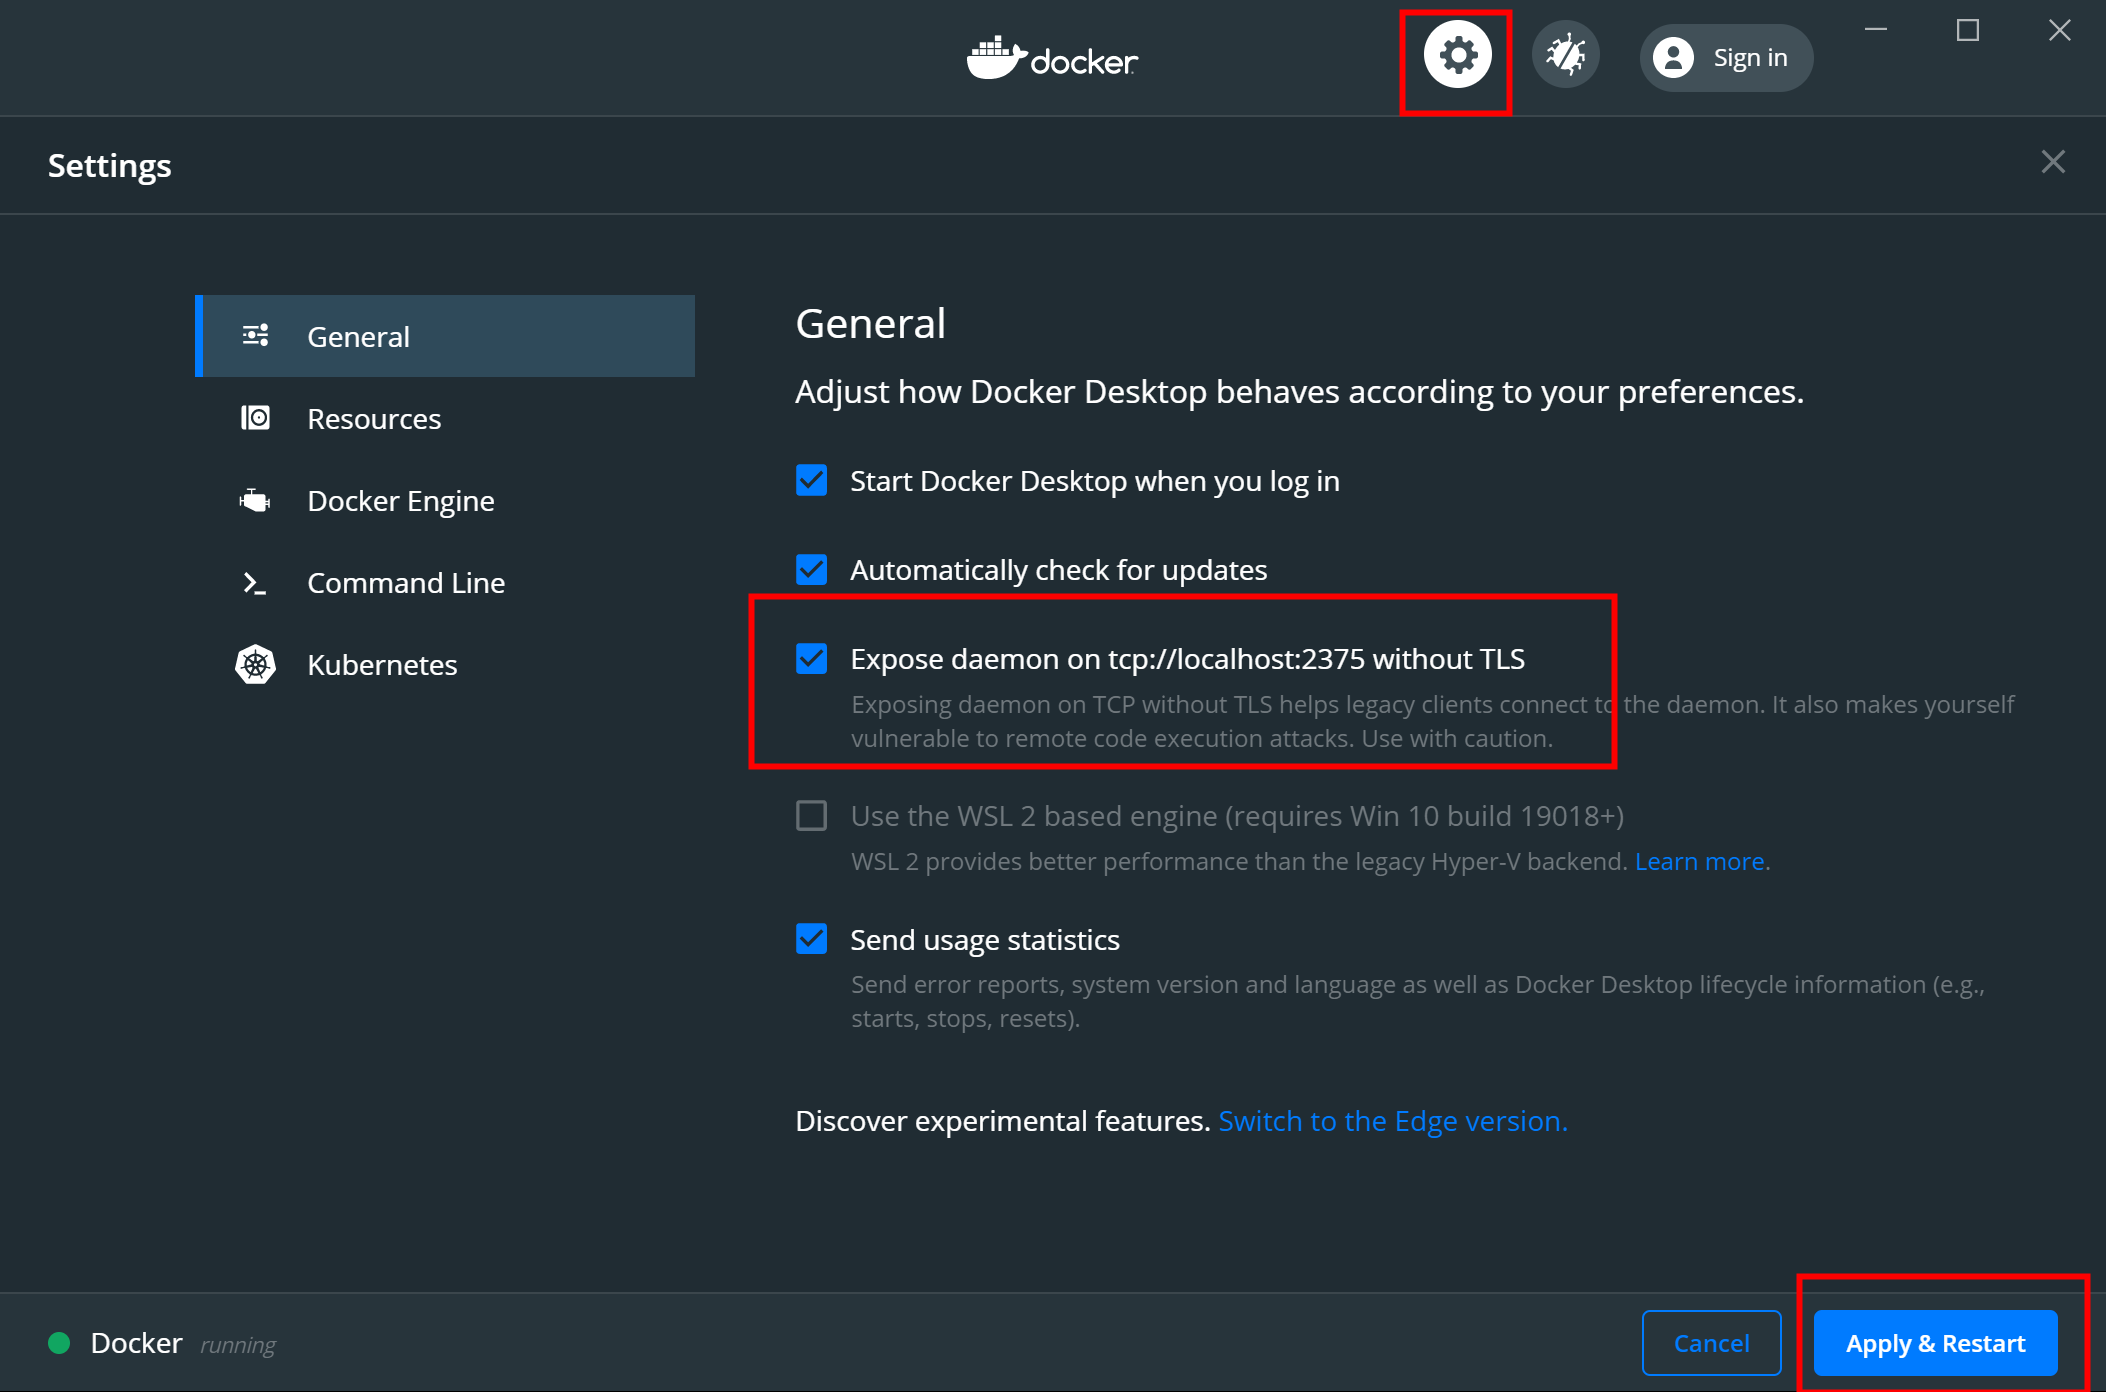 docker
Sign in
Settings
General
Resources
Docker Engine
Command Line
Kubernetes
General
Adjust how Docker Desktop behaves according to your preferences.
Start Docker Desktop when you log in
Automatically check for updates
Expose daemon on tcp://localhost:2375 without TLS
Exposing daemon on TCP without TLS helps legacy clients connect to the daemon. It also makes yourself
vulnerable to remote code execution attacks. Use with caution.
Use the WSL 2 based engine (requires Win 10 build 19018+)
WSL 2 provides better performance than the legacy Hyper-V backend. Learn more.
Send usage statistics
Send error reports, system version and language as well as Docker Desktop lifecycle information (e.g.,
starts, stops, resets).
Discover experimental features. Switch to the Edge version.
Docker running
Cancel
Apply & Restart